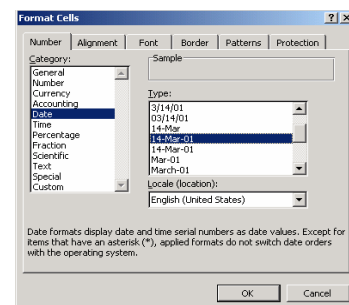 Format Cells
Number Alignment Font Border Patterns Protection
Category:
General
Number
Currency
Accounting
Date
Time
Percentage
Fraction
Scientific
Text
Special
Custom
Sample
Type:
3/14/01
03/14/01
14-Mar
14-Mar-01
14-Mar-01
Mar-01
March-01
Locale (location):
English (United States)
Date formats display date and time serial numbers as date values. Except for
items that have an asterisk (*), applied formats do not switch date orders
with the operating system.
OK Cancel